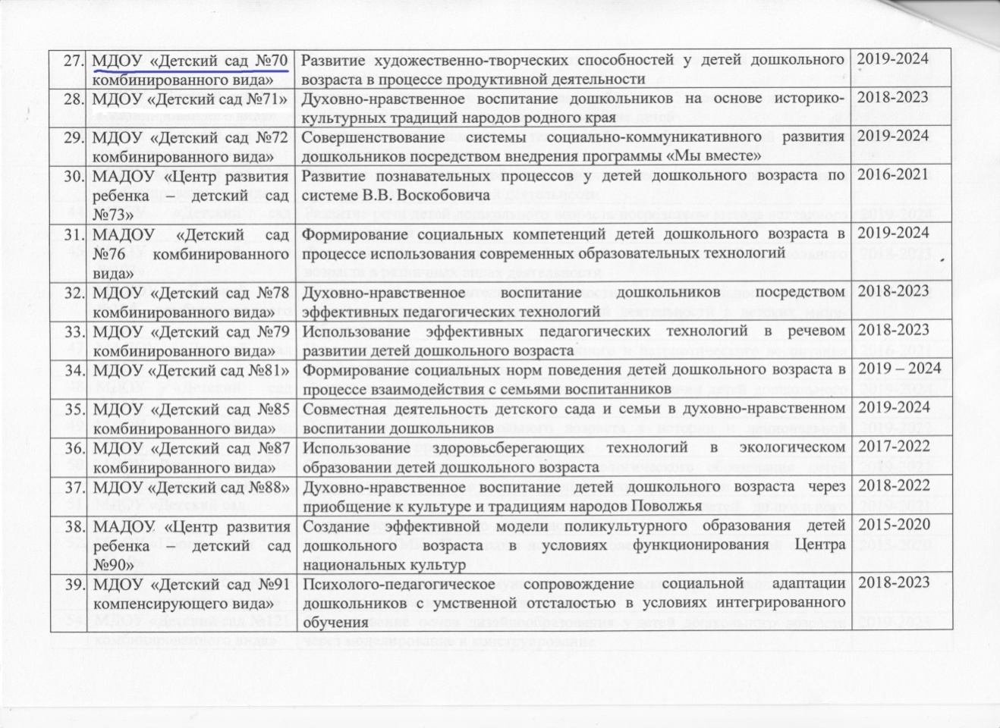 27. МДОУ «Детский сад №70 Развитие художественно-творческих способностей у детей дошкольного 2019-2024
комбинированного вида» возраста в процессе продуктивной деятельности
28. МДОУ «Детский сад №71» Духовно-нравственное воспитание дошкольников на основе историко- 2018-2023
культурных традиций народов родного края
29. МДОУ «Детский сад №72 Совершенствование системы социально-коммуникативного развития 2019-2024
комбинированного вида» дошкольников посредством внедрения программы «Мы вместе»
30. МАДОУ «Центр развития Развитие познавательных процессов у детей дошкольного возраста по 2016-2021
ребенка – детский сад системе В.В. Воскобовича
№73»
31. МАДОУ «Детский сад Формирование социальных компетенций детей дошкольного возраста в 2019-2024
№76 комбинированного процессе использования современных образовательных технологий
вида»
32. МДОУ «Детский сад №78 Духовно-нравственное воспитание дошкольников посредством 2018-2023
комбинированного вида» эффективных педагогических технологий
33. МДОУ «Детский сад №79 Использование эффективных педагогических технологий в речевом 2018-2023
комбинированного вида» развитии детей дошкольного возраста
34. МДОУ «Детский сад №81» Формирование социальных норм поведения детей дошкольного возраста в 2019 – 2024
процессе взаимодействия с семьями воспитанников
35. МДОУ «Детский сад №85 Совместная деятельность детского сада и семьи в духовно-нравственном 2019-2024
комбинированного вида» воспитании дошкольников
36. МДОУ «Детский сад №87 Использование здоровьсберегающих технологий в экологическом 2017-2022
комбинированного вида» образовании детей дошкольного возраста
37. МДОУ «Детский сад №88» Духовно-нравственное воспитание детей дошкольного возраста через 2018-2022
приобщение к культуре и традициям народов Поволжья
38. МАДОУ «Центр развития Создание эффективной модели поликультурного образования детей 2015-2020
ребенка – детский сад дошкольного возраста в условиях функционирования Центра
№90» национальных культур
39. МДОУ «Детский сад №91 Психолого-педагогическое сопровождение социальной адаптации 2018-2023
компенсирующего вида» дошкольников с умственной отсталостью в условиях интегрированного
обучения